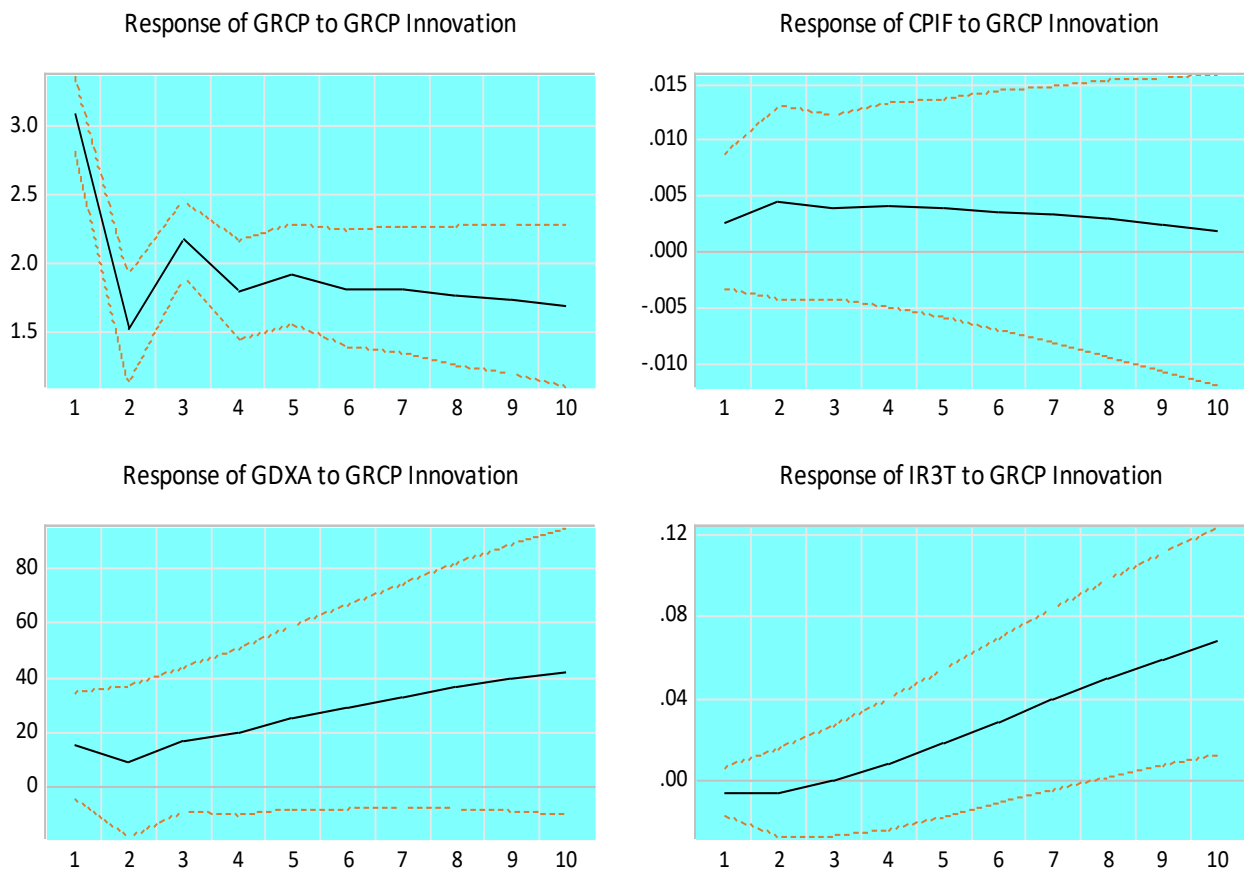 Response of GRCP to GRCP Innovation
3.0
2.5
2.0
1.5
1 2 3 4 5 6 7 8 9 10
Response of CPIF to GRCP Innovation
.015
.010
.005
.000
-.005
-.010
1 2 3 4 5 6 7 8 9 10
Response of GDXA to GRCP Innovation
80
60
40
20
0
1 2 3 4 5 6 7 8 9 10
Response of IR3T to GRCP Innovation
.12
.08
.04
.00
1 2 3 4 5 6 7 8 9 10